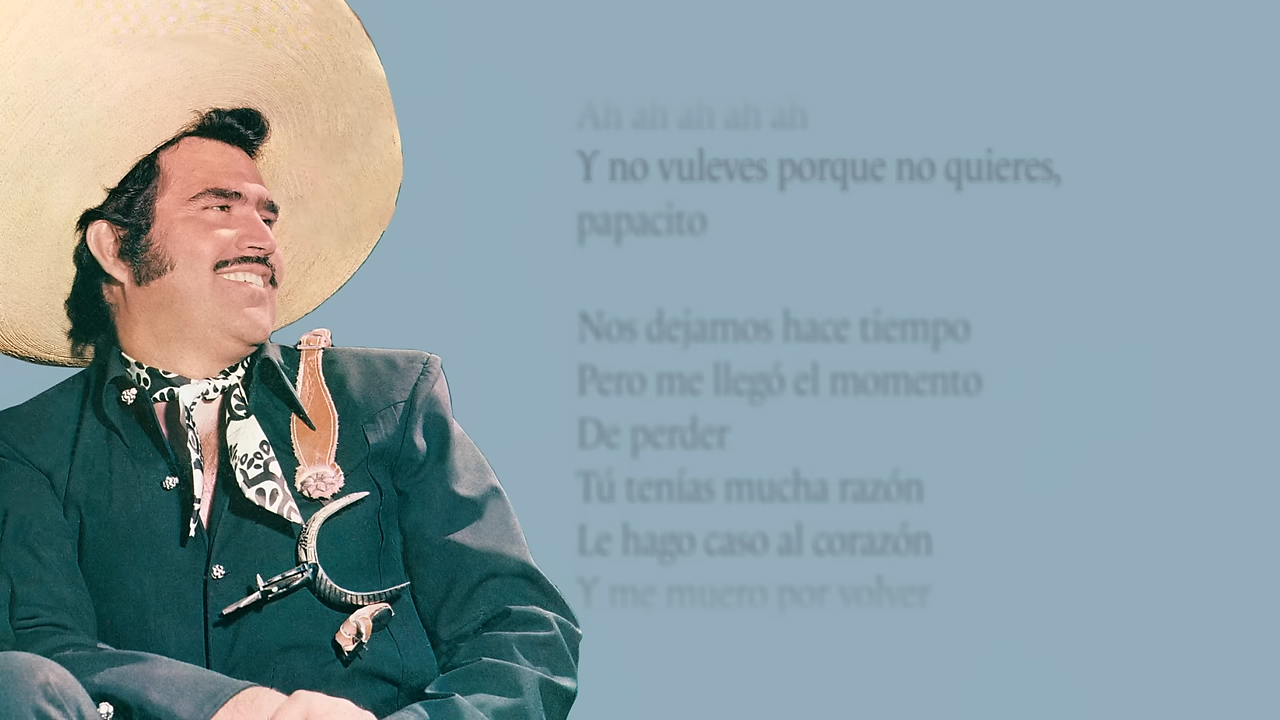 Ah ah ah ah ah
Y no vuleves porque no quieres,
papacito
Nos dejamos hace tiempo
Pero me llegó el momento
De perder
Tú tenías mucha razón
Le hago caso al corazón
Y me muero por volver